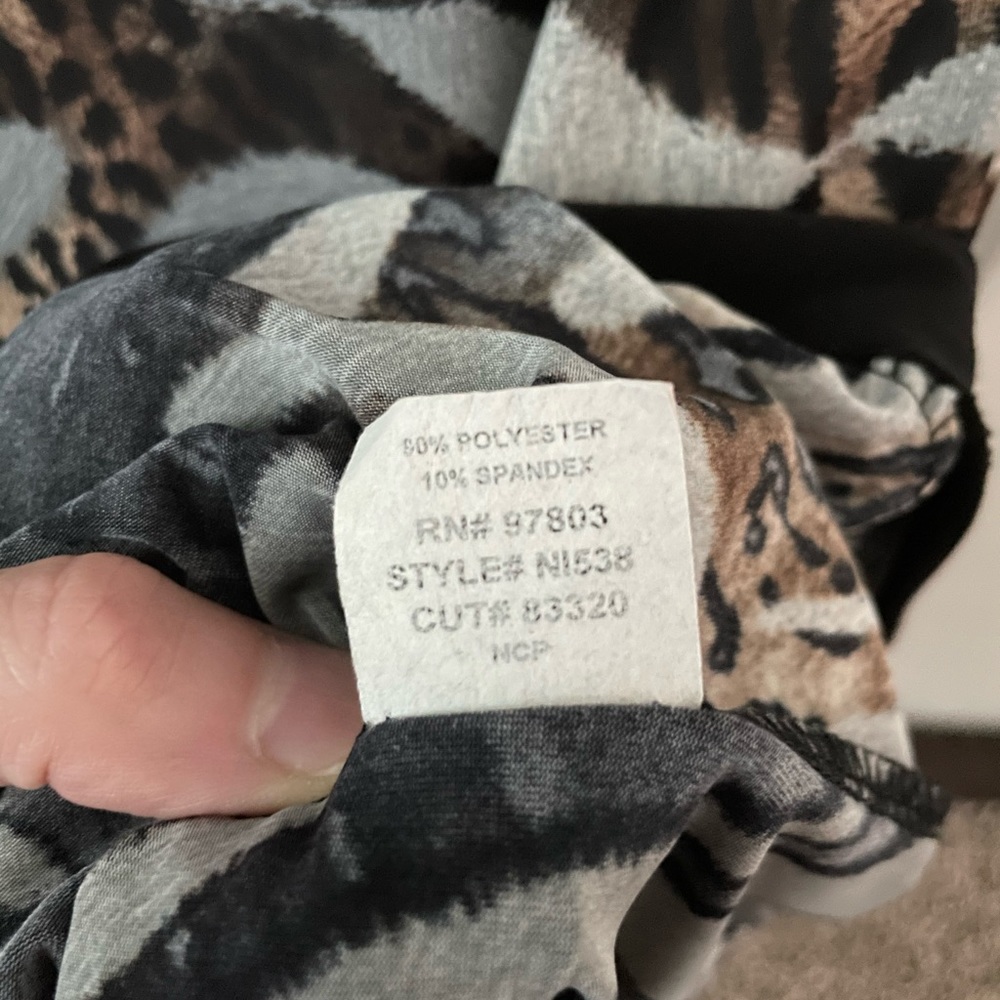 90% POLYESTER
10% SPANDEX
RN# 97803
STYLE# NI538
CUT# 83320
NCP